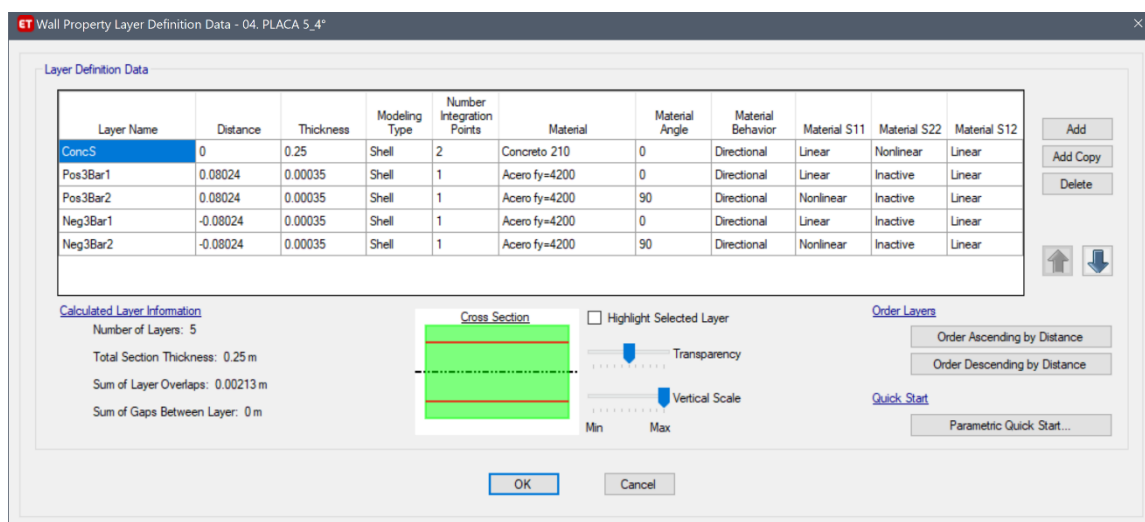 ET Wall Property Layer Definition Data - 04. PLACA 5_4°
Layer Definition Data
Layer Name Distance Thickness Modeling Type Number Integration Points Material Material Angle Material Behavior Material S11 Material S22 Material S12
ConcS 0 0.25 Shell 2 Concreto 210 0 Directional Linear Nonlinear Linear
Pos3Bar1 0.08024 0.00035 Shell 1 Acero fy=4200 0 Directional Linear Inactive Linear
Pos3Bar2 0.08024 0.00035 Shell 1 Acero fy=4200 90 Directional Nonlinear Inactive Linear
Neg3Bar1 -0.08024 0.00035 Shell 1 Acero fy=4200 0 Directional Linear Inactive Linear
Neg3Bar2 -0.08024 0.00035 Shell 1 Acero fy=4200 90 Directional Nonlinear Inactive Linear
Add
Add Copy
Delete
Calculated Layer Information
Number of Layers: 5
Total Section Thickness: 0.25 m
Sum of Layer Overlaps: 0.00213 m
Sum of Gaps Between Layer: 0 m
Cross Section
Highlight Selected Layer
Transparency
Vertical Scale
Min Max
Order Layers
Order Ascending by Distance
Order Descending by Distance
Quick Start
Parametric Quick Start...
OK Cancel